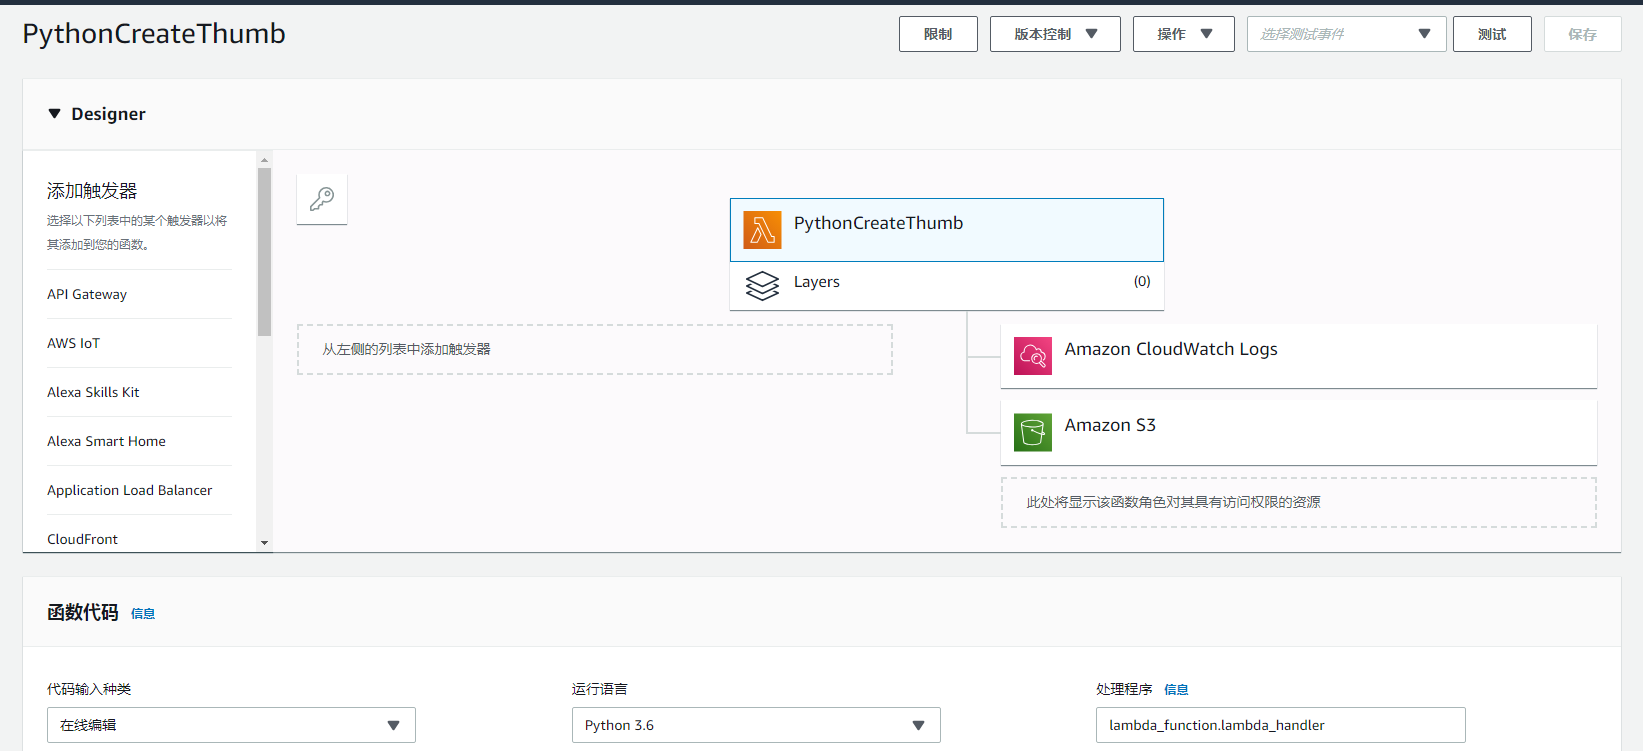 PythonCreateThumb
限制
版本控制
操作
选择测试事件
测试
保存
Designer
添加触发器
选择以下列表中的某个触发器以将
其添加到您的函数。
API Gateway
AWS IoT
Alexa Skills Kit
Alexa Smart Home
Application Load Balancer
CloudFront
PythonCreateThumb
Layers
(0)
从左侧的列表中添加触发器
Amazon CloudWatch Logs
Amazon S3
此处将显示该函数角色对其具有访问权限的资源
函数代码 信息
代码输入种类
在线编辑
运行语言
Python 3.6
处理程序 信息
lambda_function.lambda_handler